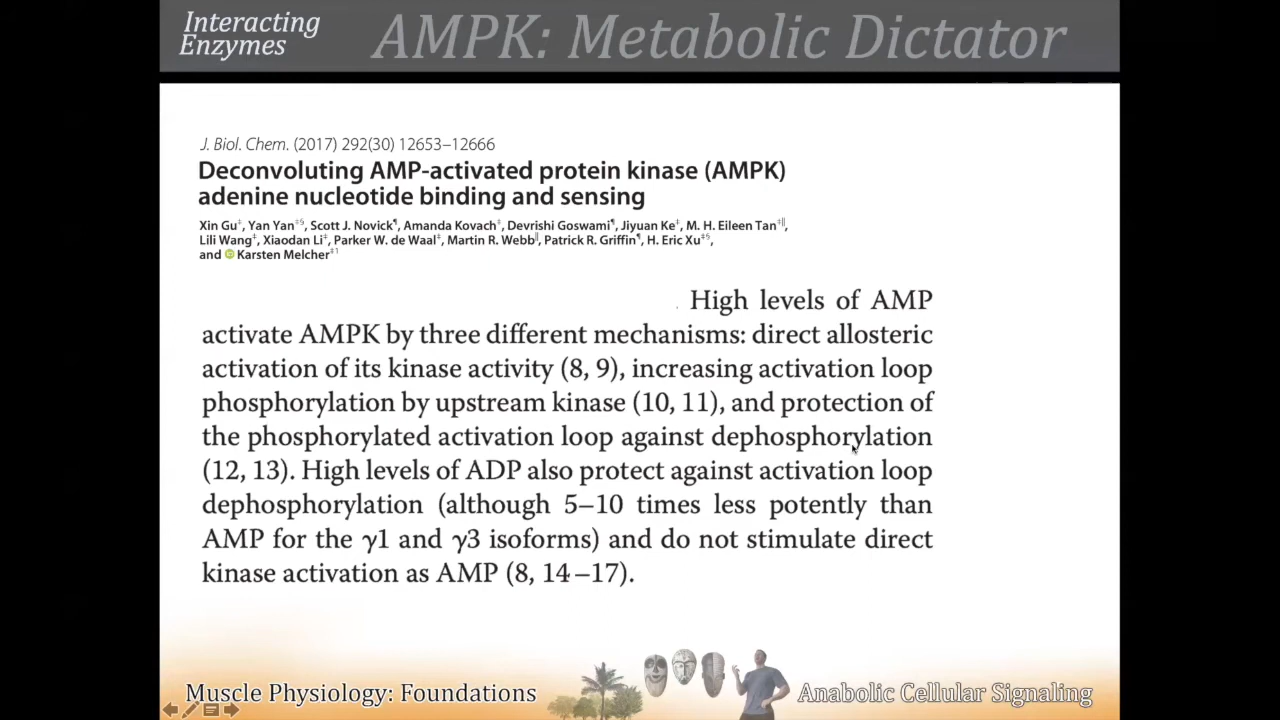 Interacting
Enzymes
AMPK: Metabolic Dictator
J. Biol. Chem. (2017) 292(30) 12653–12666
Deconvoluting AMP-activated protein kinase (AMPK)
adenine nucleotide binding and sensing
Xin Gu‡, Yan Yan‡§, Scott J. Novick¶, Amanda Kovach‡, Devrishi Goswami¶, Jiyuan Ke‡, M. H. Eileen Tan‡‖,
Lili Wang‡, Xiaodan Li‡, Parker W. de Waal‡, Martin R. Webb‖, Patrick R. Griffin¶, H. Eric Xu‡§,
and Karsten Melcher‡1
High levels of AMP
activate AMPK by three different mechanisms: direct allosteric
activation of its kinase activity (8, 9), increasing activation loop
phosphorylation by upstream kinase (10, 11), and protection of
the phosphorylated activation loop against dephosphorylation
(12, 13). High levels of ADP also protect against activation loop
dephosphorylation (although 5–10 times less potently than
AMP for the γ1 and γ3 isoforms) and do not stimulate direct
kinase activation as AMP (8, 14–17).
Muscle Physiology: Foundations
Anabolic Cellular Signaling